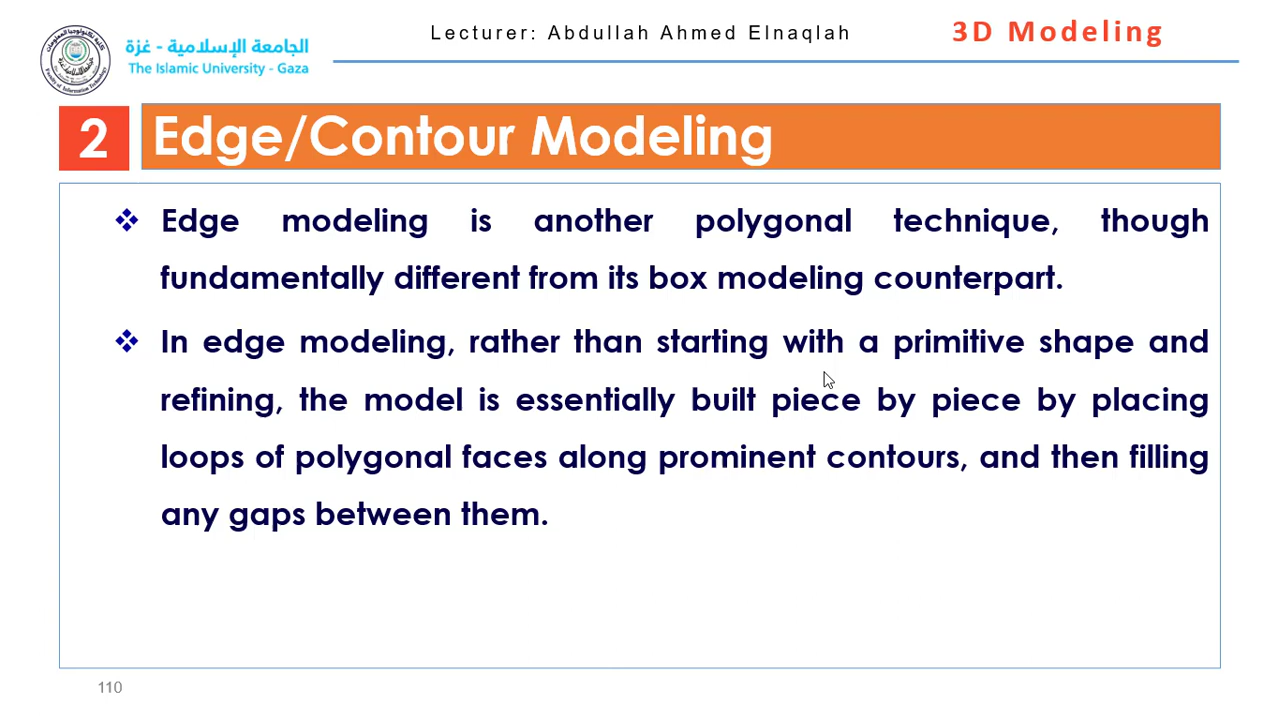 Lecturer: Abdullah Ahmed Elnaqlah
3D Modeling
الجامعة الإسلامية - غزة
The Islamic University - Gaza
2
Edge/Contour Modeling
❖ Edge modeling is another polygonal technique, though
fundamentally different from its box modeling counterpart.
❖ In edge modeling, rather than starting with a primitive shape and
refining, the model is essentially built piece by piece by placing
loops of polygonal faces along prominent contours, and then filling
any gaps between them.
110